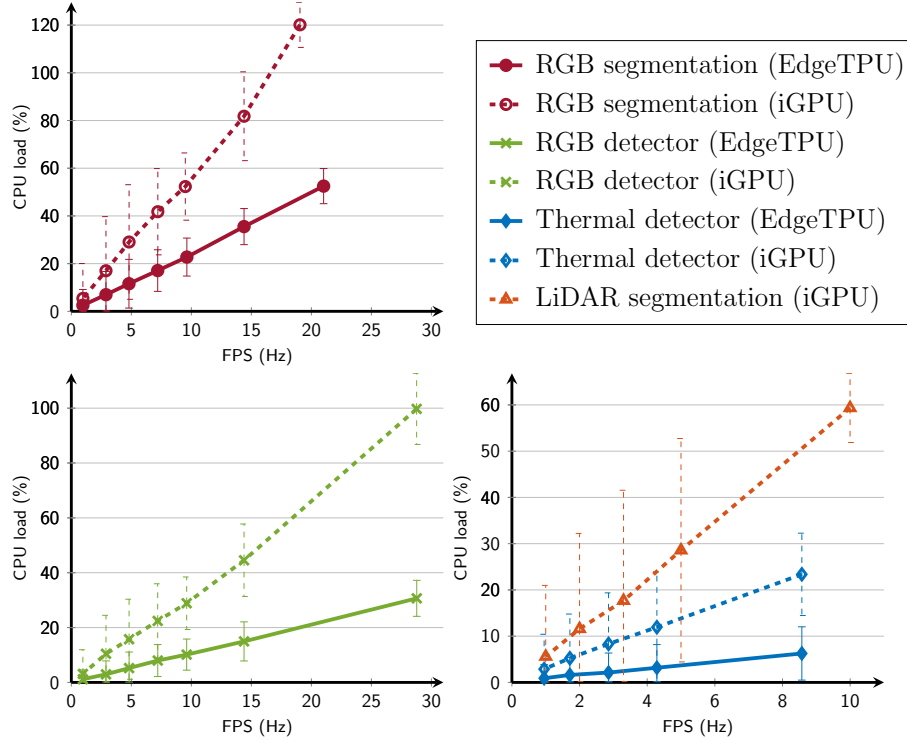 120
100
80
60
40
20
0
CPU load (%)
0 5 10 15 20 25 30
FPS (Hz)
RGB segmentation (EdgeTPU)
RGB segmentation (iGPU)
RGB detector (EdgeTPU)
RGB detector (iGPU)
Thermal detector (EdgeTPU)
Thermal detector (iGPU)
LiDAR segmentation (iGPU)
100
80
60
40
20
0
CPU load (%)
0 5 10 15 20 25 30
FPS (Hz)
60
50
40
30
20
10
0
CPU load (%)
0 2 4 6 8 10
FPS (Hz)